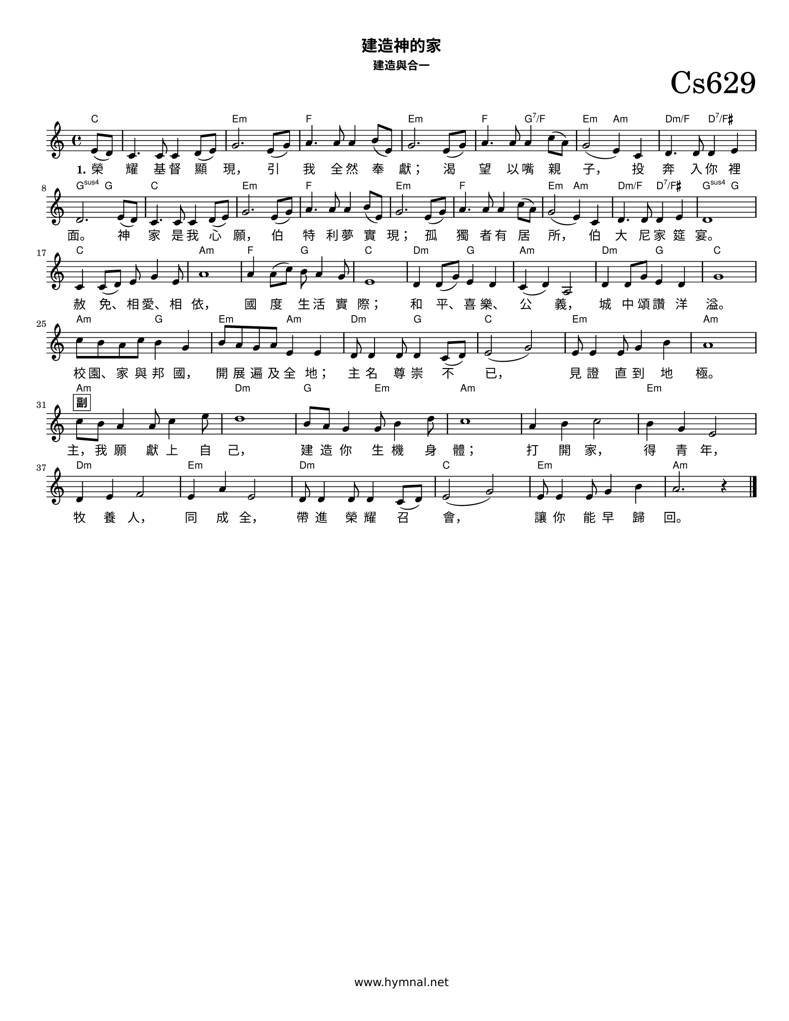 建造神的家
建造與合一
Cs629
C Em F Em F G7/F Em Am Dm/F D7/F♯
1. 榮 耀 基督 顯 現， 引 我 全然 奉 獻； 渴 望 以嘴 親 子， 投 奔 入你 裡
8
Gsus4 G C Em F Em F Em Am Dm/F D7/F♯ Gsus4 G
面。 神 家 是我 心 願， 伯 特 利夢 實 現； 孤 獨 者有 居 所， 伯 大 尼家 筵 宴。
17
C Am F G C Dm G Am Dm G C
赦 免、相愛、相 依， 國 度 生活 實 際； 和 平、喜 樂、 公 義， 城 中頌讚 洋 溢。
25
Am G Em Am Dm G C Em G Am
校園、家 與 邦 國， 開展遍及全 地； 主名 尊崇 不 已， 見 證 直 到 地 極。
31
副
Am Dm G Em Am Em
主，我 願 獻 上 自 己， 建 造 你 生 機 身 體； 打 開 家， 得 青 年，
37
Dm Em Dm G C Em Am
牧 養 人， 同 成 全， 帶 進 榮 耀 召 會， 讓 你 能 早 歸 回。
www.hymnal.net